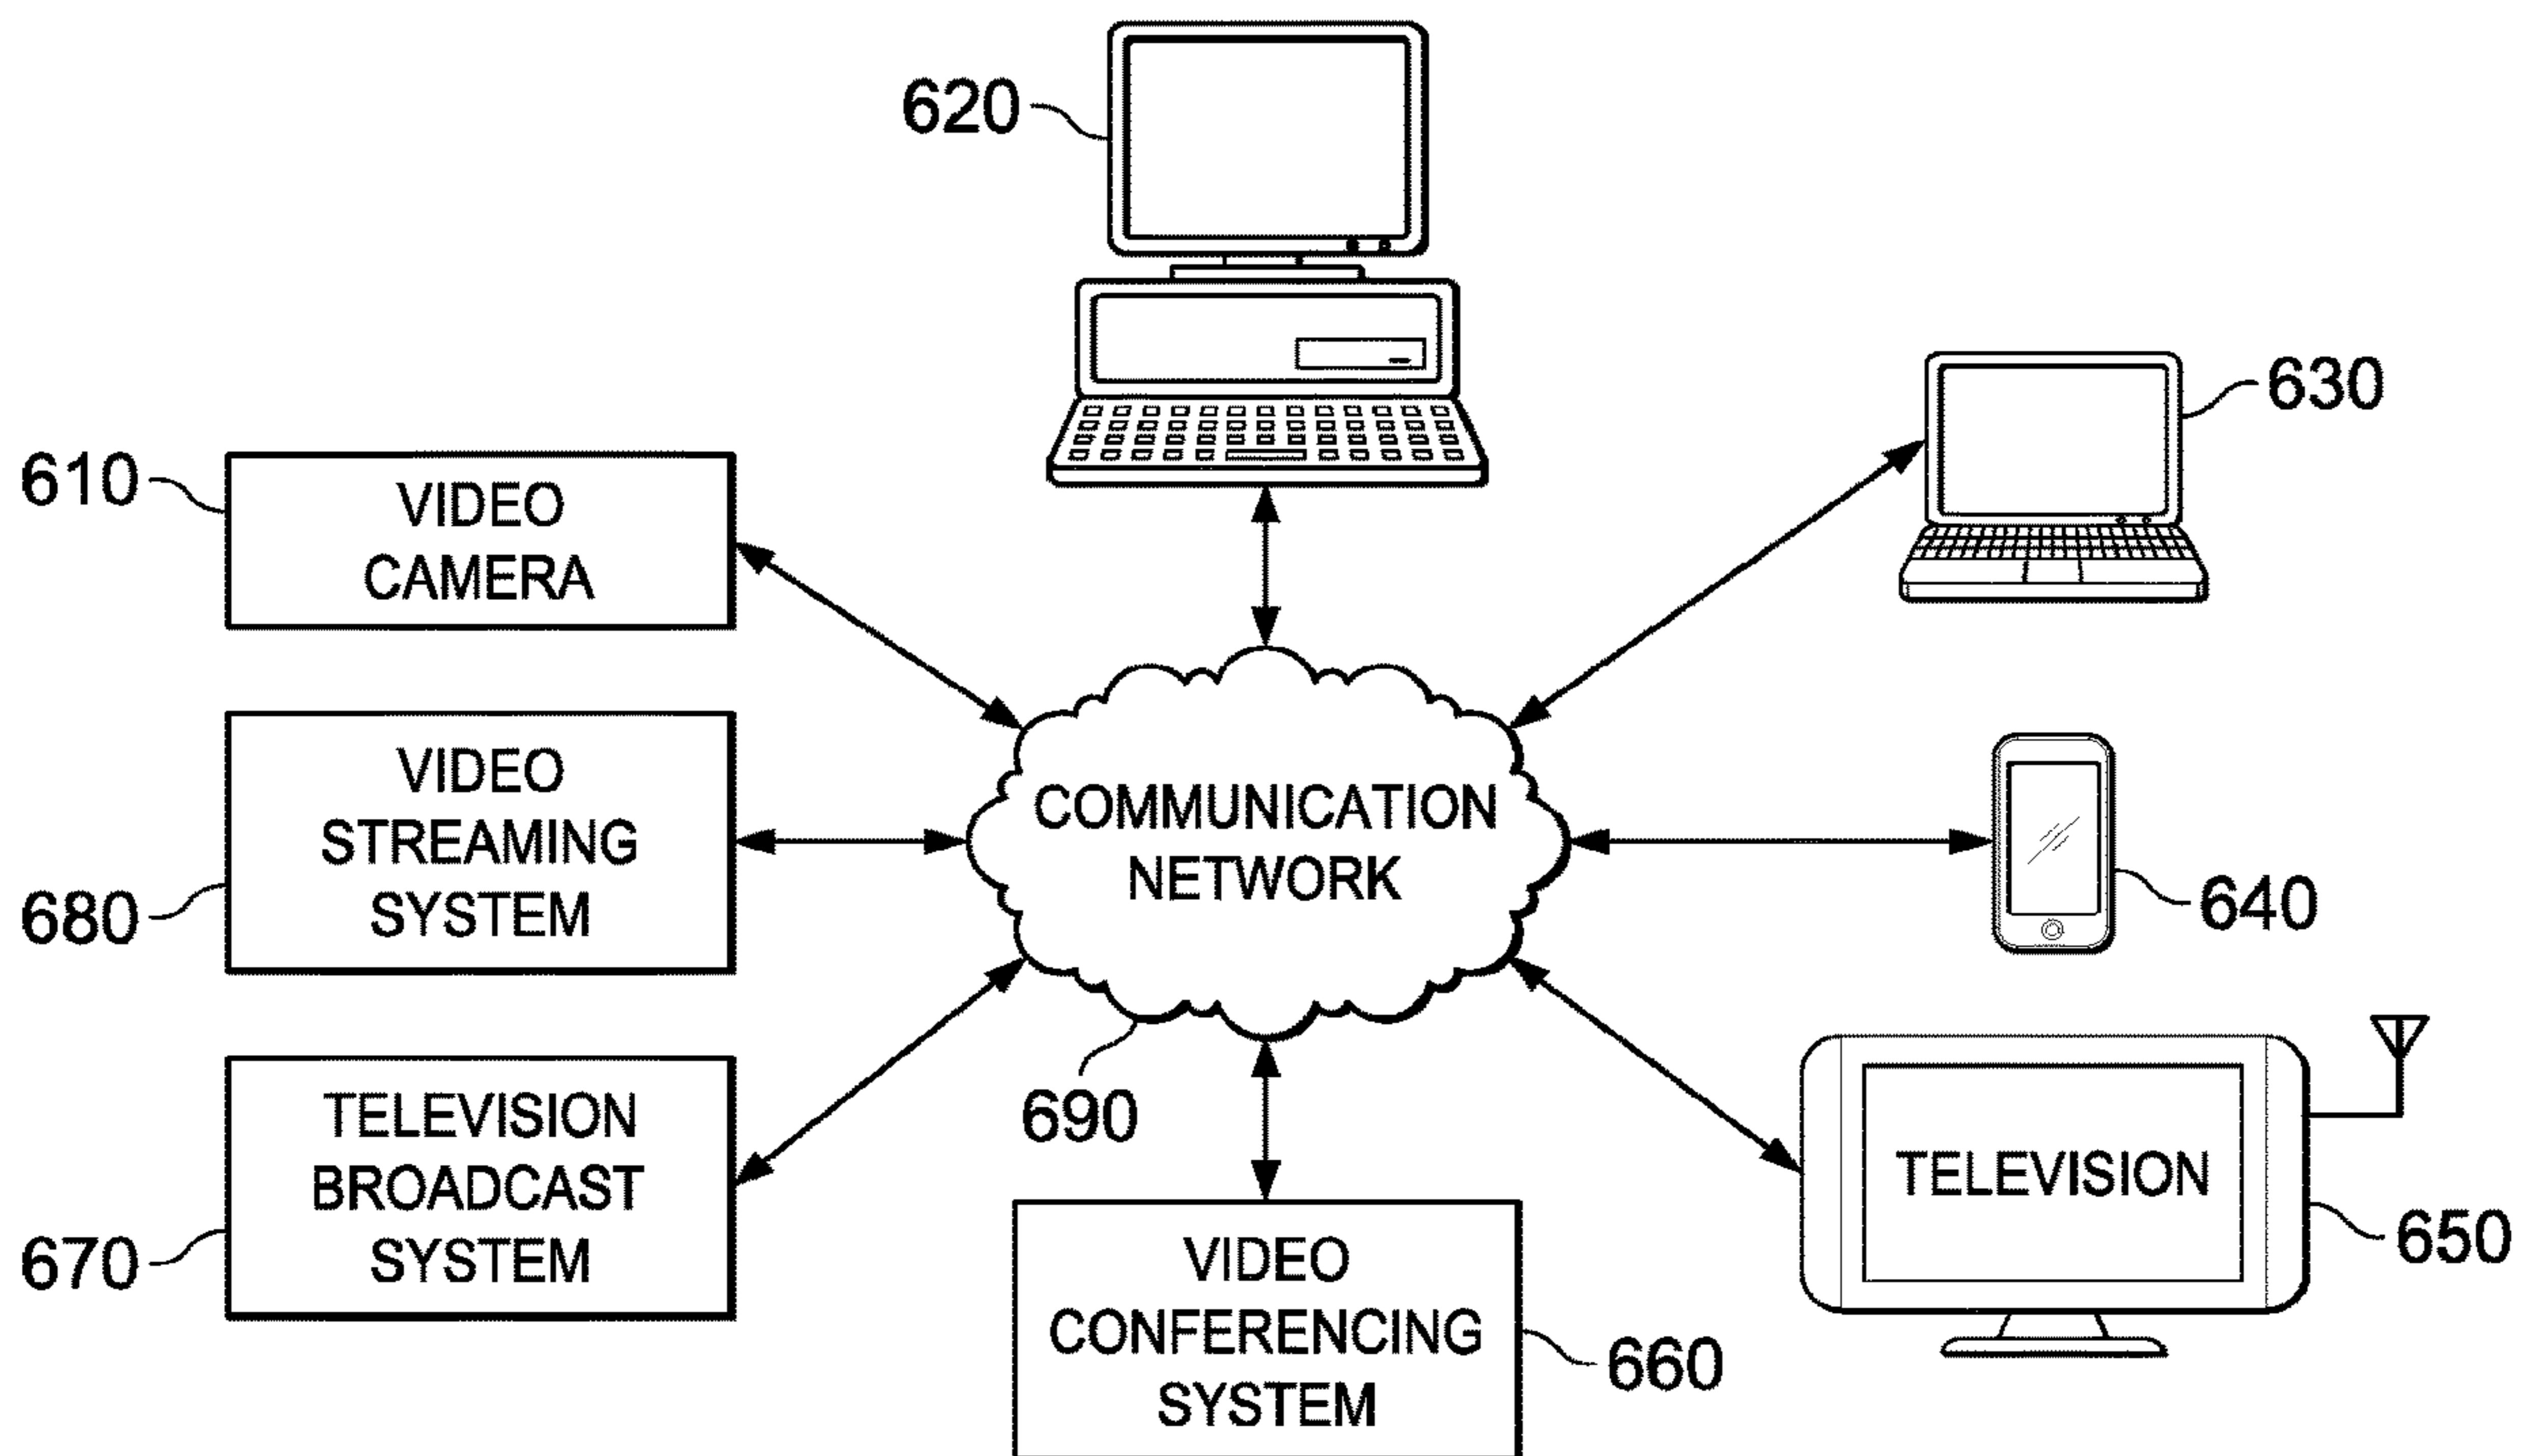 620
630
610
VIDEO
CAMERA
VIDEO
STREAMING
SYSTEM
680
COMMUNICATION
NETWORK
640
690
TELEVISION
BROADCAST
SYSTEM
670
TELEVISION
650
VIDEO
CONFERENCING
SYSTEM
660